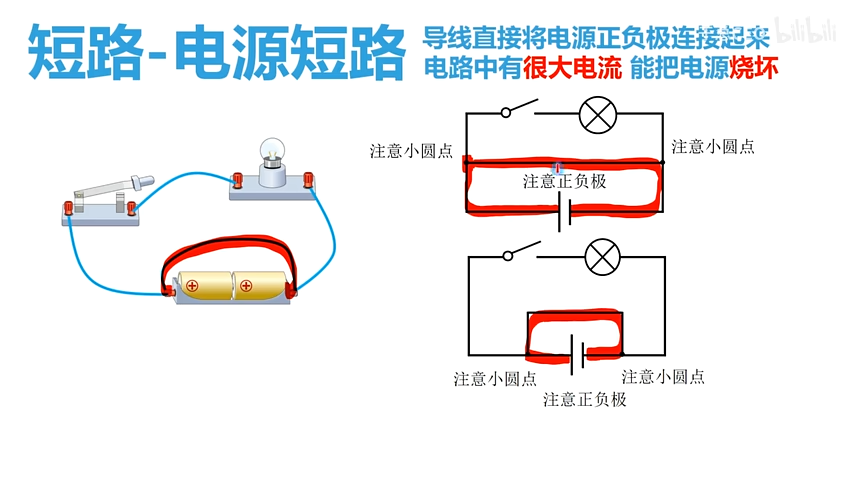 短路-电源短路
导线直接将电源正负极连接起来
电路中有很大电流 能把电源烧坏
bilibili
注意小圆点
注意小圆点
注意正负极
注意小圆点
注意小圆点
注意正负极